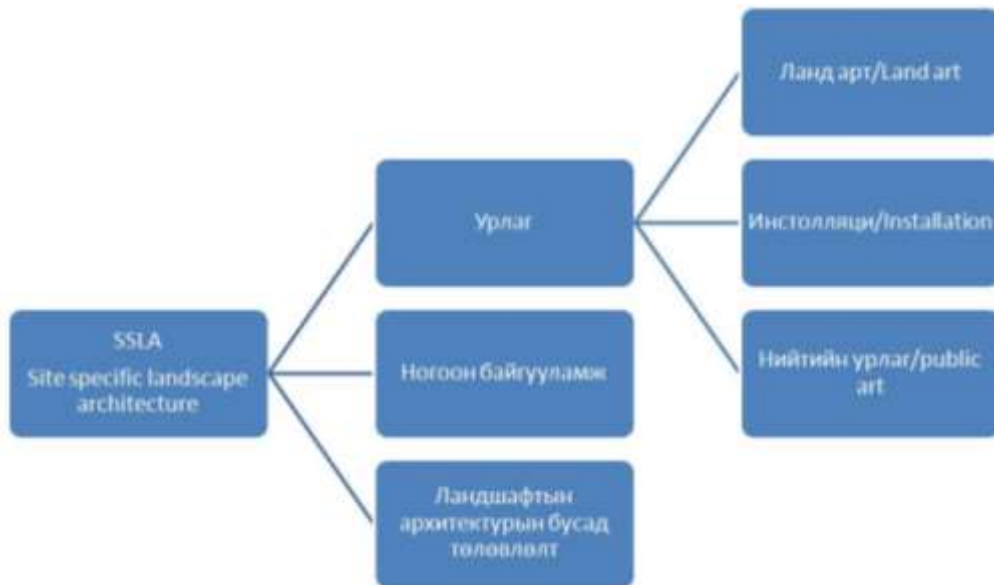 SSLA
Site specific landscape
architecture
Урлаг
Ногоон байгууламж
Ландшафтын
архитектурын бусад
төлөвлөлт
Ланд арт/Land art
Инстолляци/Installation
Нийтийн урлаг/public
art